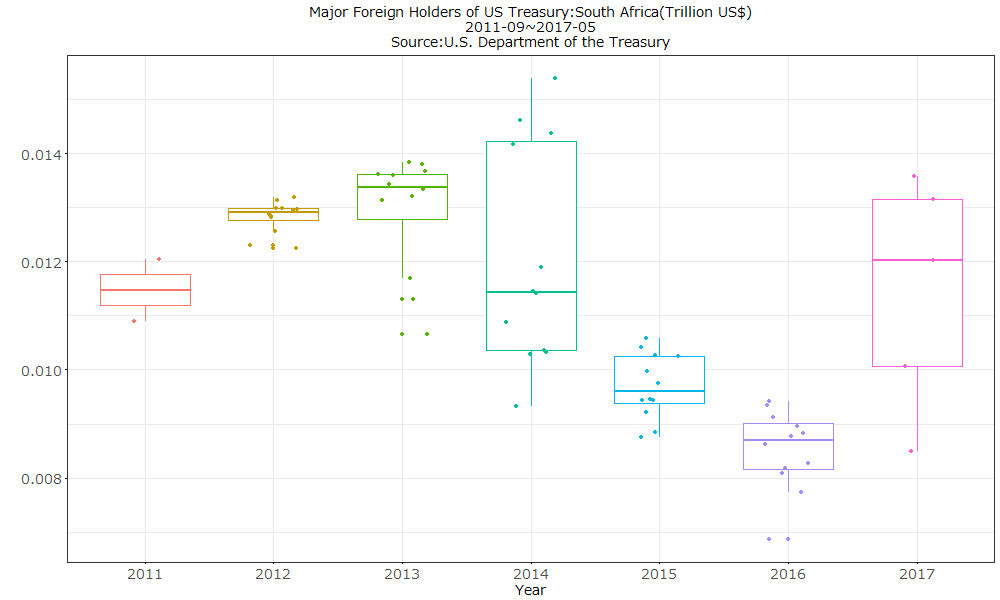 Major Foreign Holders of US Treasury:South Africa(Trillion US$)
2011-09~2017-05
Source:U.S. Department of the Treasury
0.014
0.012
0.010
0.008
2011 2012 2013 2014 2015 2016 2017
Year